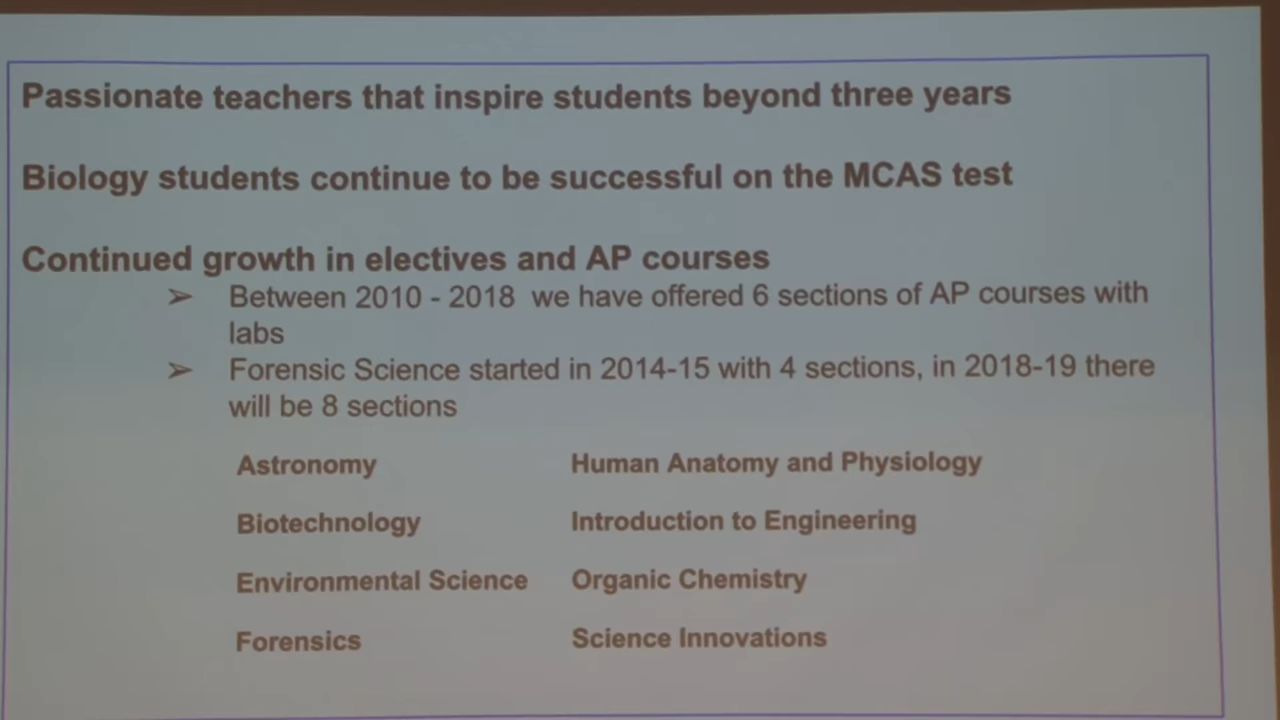 Passionate teachers that inspire students beyond three years
Biology students continue to be successful on the MCAS test
Continued growth in electives and AP courses
➢ Between 2010 - 2018 we have offered 6 sections of AP courses with
labs
➢ Forensic Science started in 2014-15 with 4 sections, in 2018-19 there
will be 8 sections
Astronomy Human Anatomy and Physiology
Biotechnology Introduction to Engineering
Environmental Science Organic Chemistry
Forensics Science Innovations